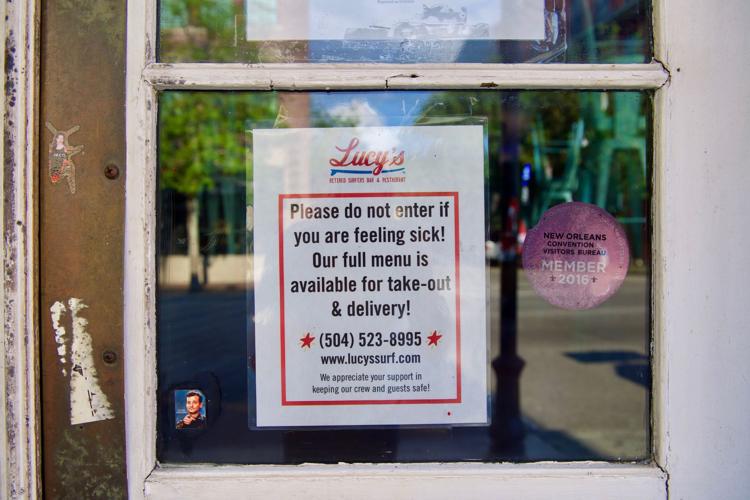 Lucy's
RETIRED SURFERS BAR & RESTAURANT
Please do not enter if
you are feeling sick!
Our full menu is
available for take-out
& delivery!
(504) 523-8995
www.lucyssurf.com
We appreciate your support in
keeping our crew and guests safe!
NEW ORLEANS
CONVENTION
VISITORS BUREAU
MEMBER
2016